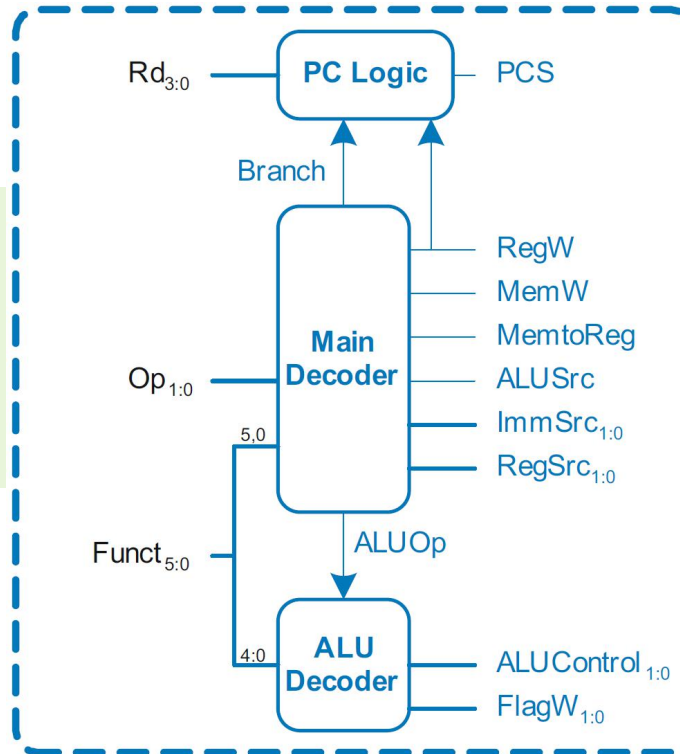 Rd3:0
PC Logic
PCS
Branch
RegW
MemW
Main
Decoder
MemtoReg
Op1:0
ALUSrc
ImmSrc1:0
5,0
RegSrc1:0
ALUOp
Funct5:0
4:0
ALU
Decoder
ALUControl1:0
FlagW1:0